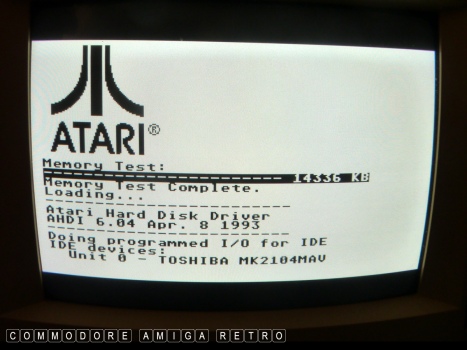 ATARI®
Memory Test:
-------------------------- 14336 KB
Memory Test Complete.
Loading...
---------------------------
Atari Hard Disk Driver
AHDI 6.04 Apr. 8 1993
---------------------------
Doing programmed I/O for IDE
IDE devices:
Unit 0 - TOSHIBA MK2104MAV
COMMODORE AMIGA RETRO